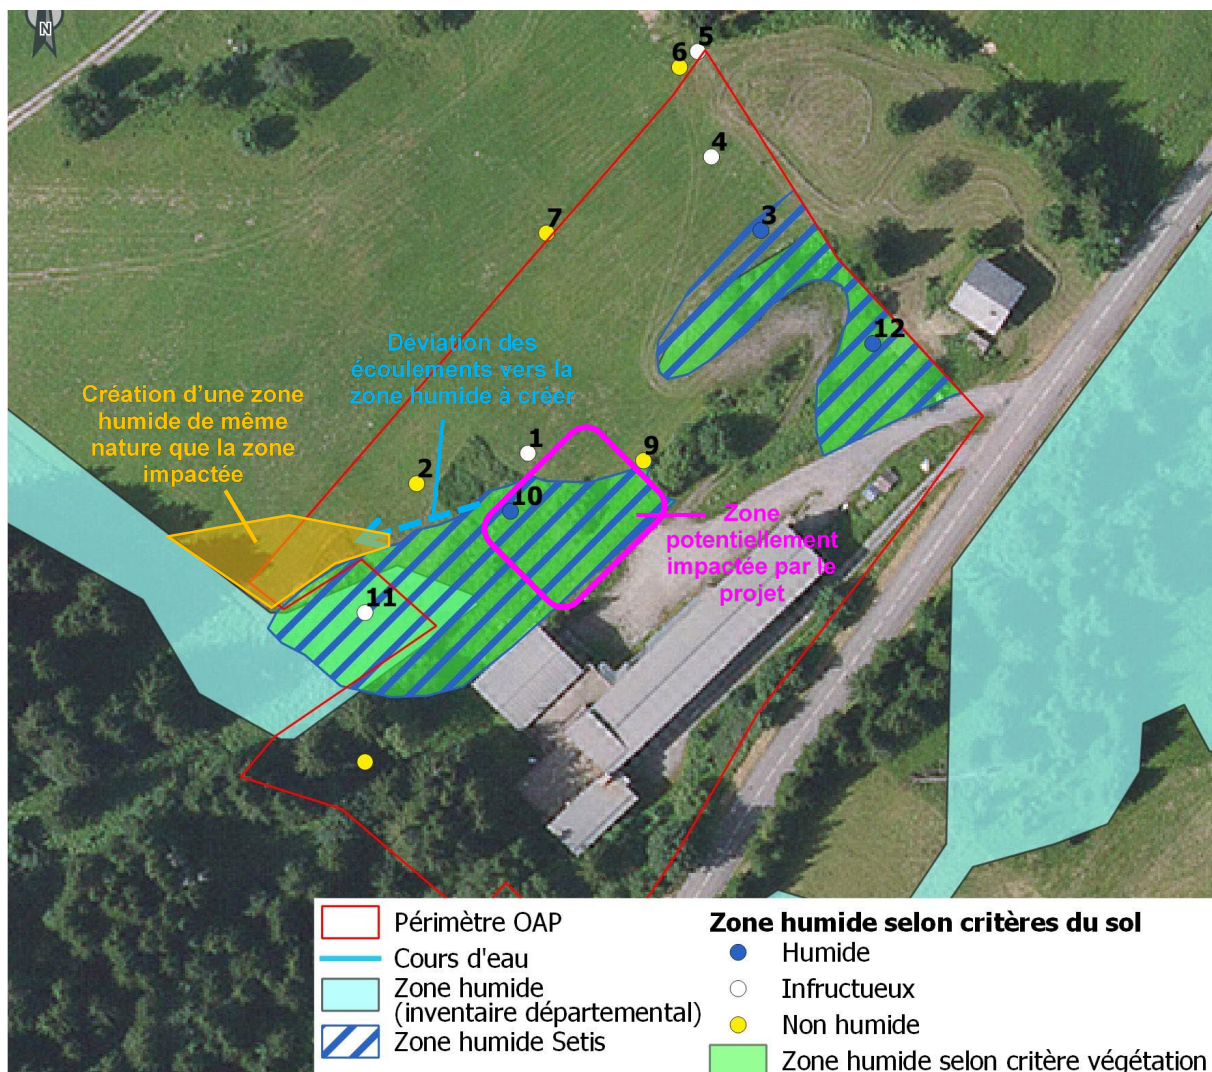 N
5
6
4
3
7
12
Déviation des
écoulements vers la
zone humide à créer
Création d'une zone
humide de même
nature que la zone
impactée
1
9
2
10
Zone
potentiellement
impactée par le
projet
11
Périmètre OAP
Cours d'eau
Zone humide
(inventaire départemental)
Zone humide Setis
Zone humide selon critères du sol
Humide
Infructueux
Non humide
Zone humide selon critère végétation